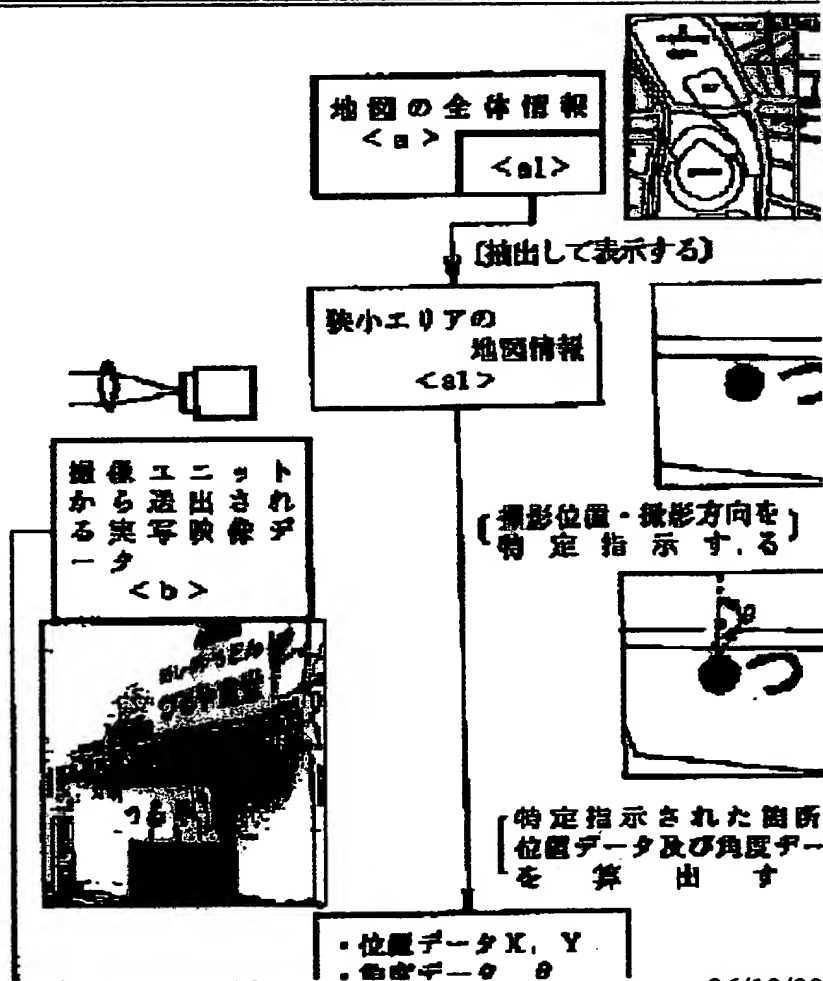 地図の全体情報
<a>
<a1>
[抽出して表示する]
狭小エリアの
地図情報
<a1>
撮像ユニット
から送出され
る実写映像デ
ータ
<b>
撮影位置・撮影方向を
特定指示する
θ
特定指示された箇所
位置データ及び角度デー
を算出す
・位置データX, Y
・角度データ θ